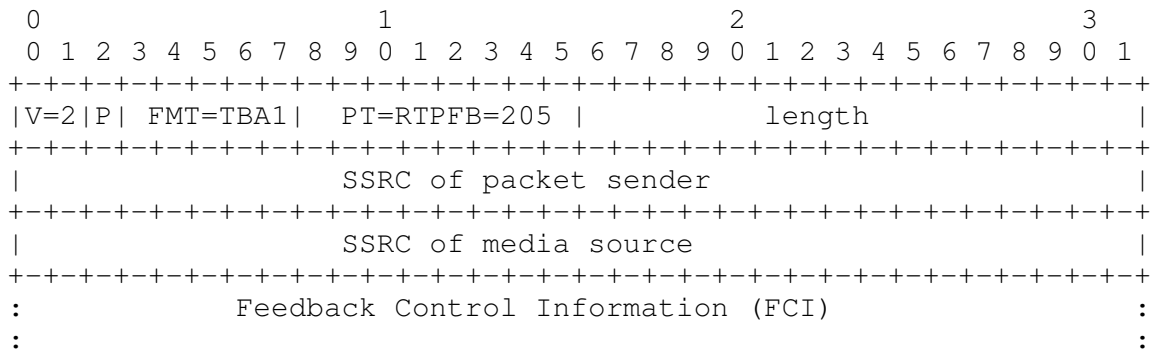 0                   1                   2                   3
 0 1 2 3 4 5 6 7 8 9 0 1 2 3 4 5 6 7 8 9 0 1 2 3 4 5 6 7 8 9 0 1
+-+-+-+-+-+-+-+-+-+-+-+-+-+-+-+-+-+-+-+-+-+-+-+-+-+-+-+-+-+-+-+-+
|V=2|P| FMT=TBA1|  PT=RTPFB=205 |          length               |
+-+-+-+-+-+-+-+-+-+-+-+-+-+-+-+-+-+-+-+-+-+-+-+-+-+-+-+-+-+-+-+-+
|                  SSRC of packet sender                        |
+-+-+-+-+-+-+-+-+-+-+-+-+-+-+-+-+-+-+-+-+-+-+-+-+-+-+-+-+-+-+-+-+
|                  SSRC of media source                         |
+-+-+-+-+-+-+-+-+-+-+-+-+-+-+-+-+-+-+-+-+-+-+-+-+-+-+-+-+-+-+-+-+
:            Feedback Control Information (FCI)                 :
:                                                               :